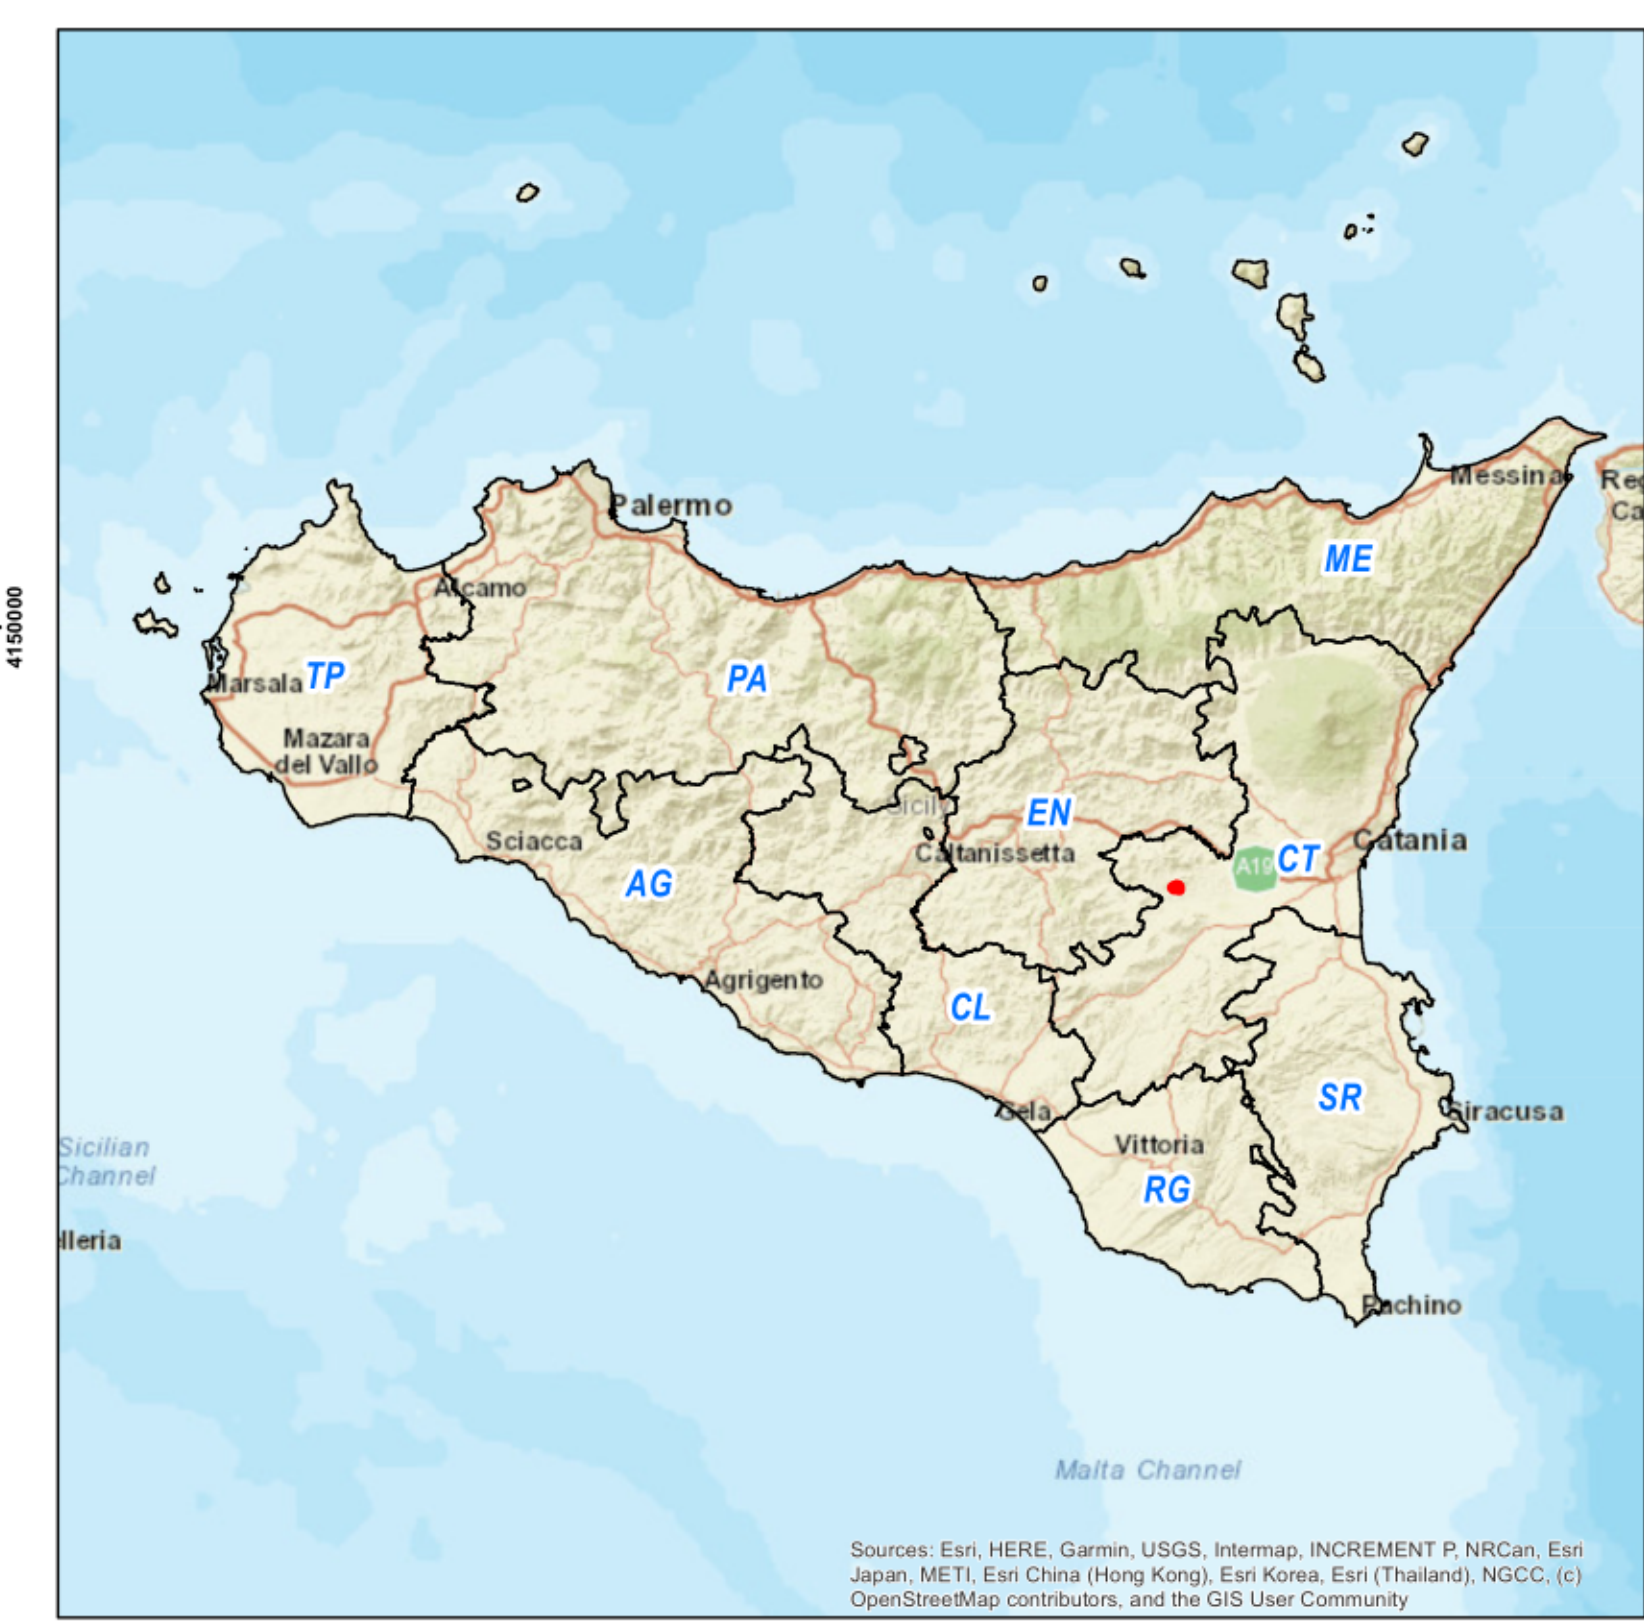 4150000
Palermo
Messina
Reg
Ca
ME
Alcamo
TP
Marsala
PA
Mazara
del Vallo
Sicily
EN
Sciacca
Caltanissetta
Catania
CT
A19
AG
Agrigento
CL
SR
Gela
Siracusa
Vittoria
Sicilian
Channel
RG
lleria
Pachino
Malta Channel
Sources: Esri, HERE, Garmin, USGS, Intermap, INCREMENT P, NRCan, Esri
Japan, METI, Esri China (Hong Kong), Esri Korea, Esri (Thailand), NGCC, (c)
OpenStreetMap contributors, and the GIS User Community